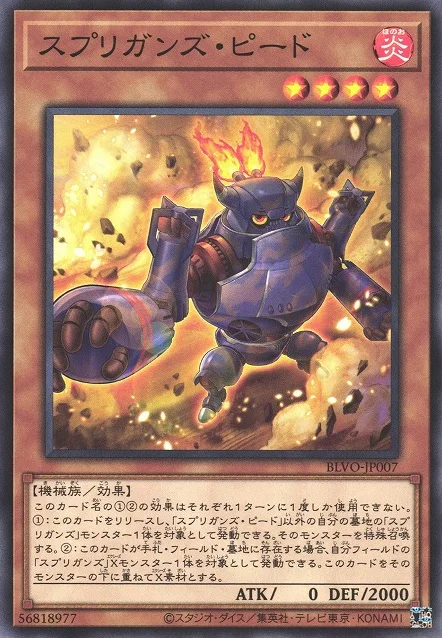 スプリガンズ・ピード
炎
ほのお
BLVO-JP007
【機械族/効果】
このカード名の①②の効果はそれぞれ1ターンに1度しか使用できない。
①:このカードをリリースし、「スプリガンズ・ピード」以外の自分の墓地の「スプ
リガンズ」モンスター1体を対象として発動できる。そのモンスターを特殊召喚
する。②:このカードが手札・フィールド・墓地に存在する場合、自分フィールドの
「スプリガンズ」Xモンスター1体を対象として発動できる。このカードをその
モンスターの下に重ねてX素材とする。
ATK/ 0 DEF/2000
56818977
©スタジオ・ダイス/集英社・テレビ東京・KONAMI